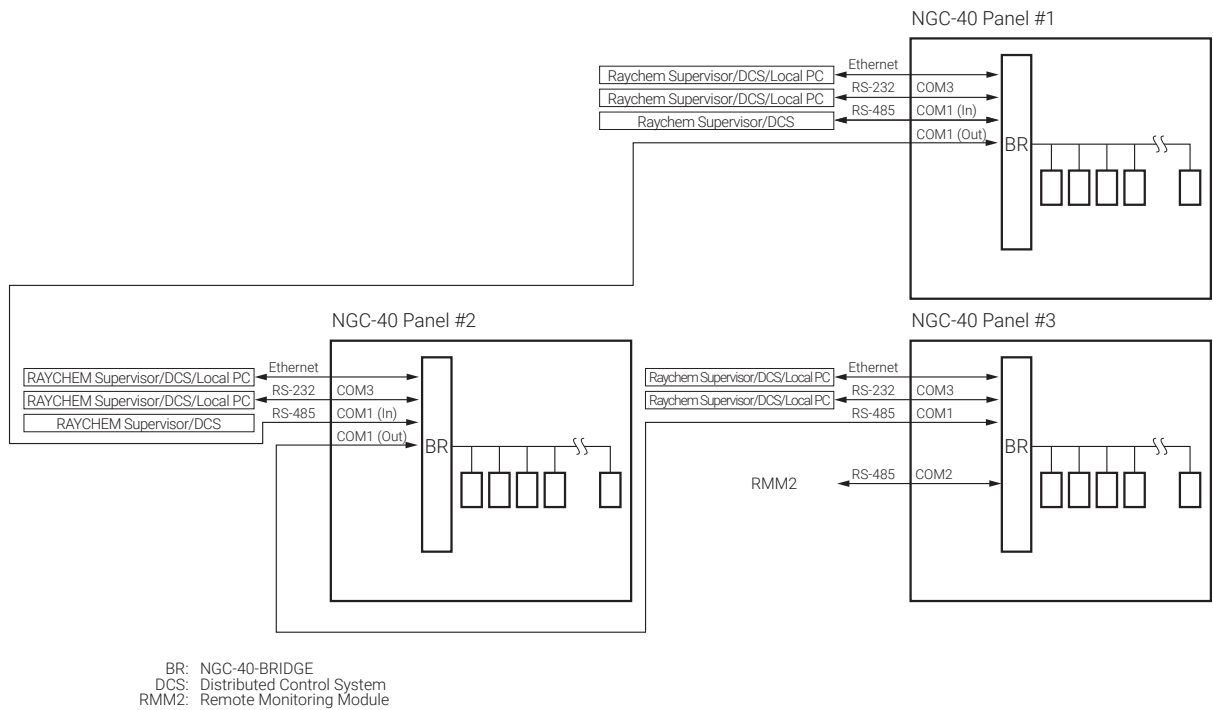 NGC-40 Panel #1
Ethernet
Raychem Supervisor/DCS/Local PC
RS-232 COM3
Raychem Supervisor/DCS/Local PC
RS-485 COM1 (In)
Raychem Supervisor/DCS
COM1 (Out)
BR
NGC-40 Panel #2
Ethernet
RAYCHEM Supervisor/DCS/Local PC
RS-232 COM3
RAYCHEM Supervisor/DCS/Local PC
RS-485 COM1 (In)
RAYCHEM Supervisor/DCS
COM1 (Out)
BR
NGC-40 Panel #3
Ethernet
Raychem Supervisor/DCS/Local PC
RS-232 COM3
Raychem Supervisor/DCS/Local PC
RS-485 COM1
BR
RMM2 RS-485 COM2
BR: NGC-40-BRIDGE
DCS: Distributed Control System
RMM2: Remote Monitoring Module